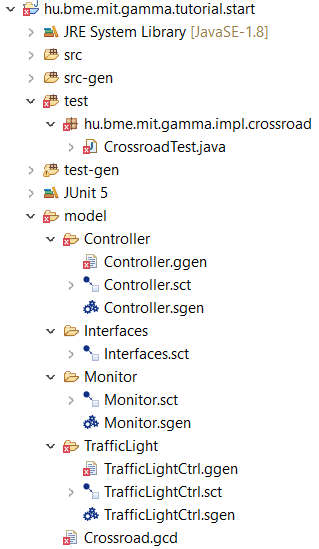 hu.bme.mit.gamma.tutorial.start
JRE System Library [JavaSE-1.8]
src
src-gen
test
hu.bme.mit.gamma.impl.crossroad
CrossroadTest.java
test-gen
JUnit 5
model
Controller
Controller.ggen
Controller.sct
Controller.sgen
Interfaces
Interfaces.sct
Monitor
Monitor.sct
Monitor.sgen
TrafficLight
TrafficLightCtrl.ggen
TrafficLightCtrl.sct
TrafficLightCtrl.sgen
Crossroad.gcd